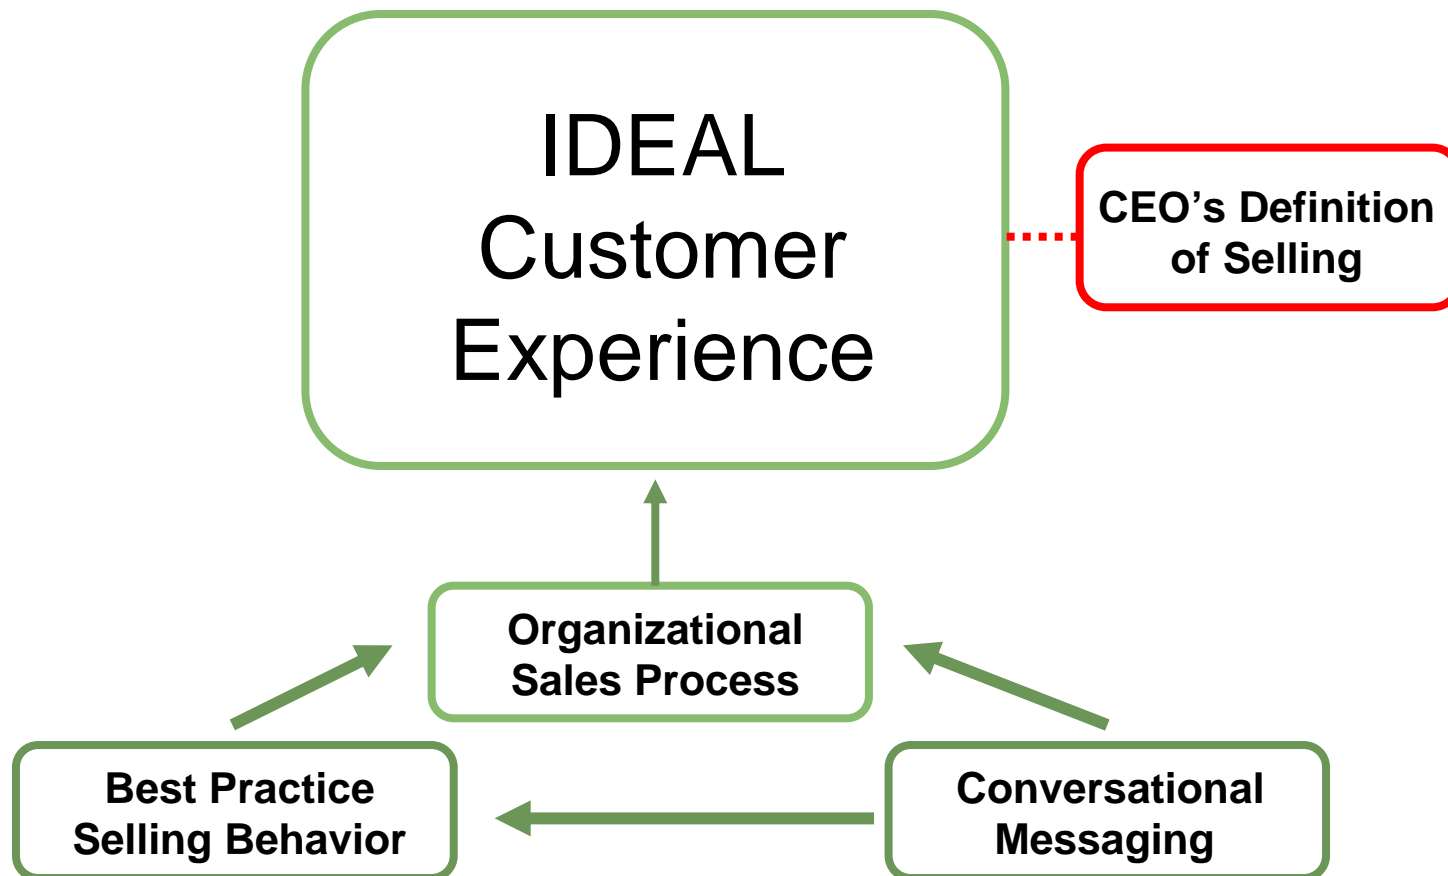 IDEAL
Customer
Experience
CEO’s Definition
of Selling
Organizational
Sales Process
Best Practice
Selling Behavior
Conversational
Messaging